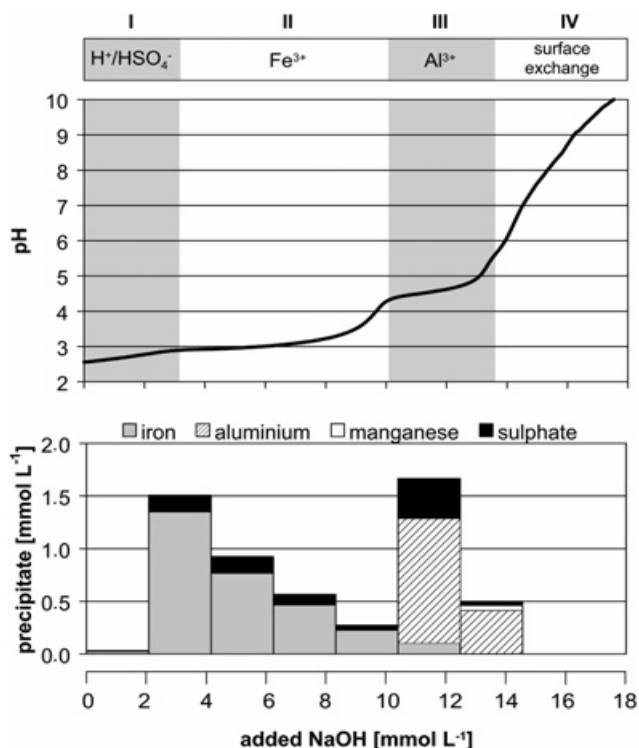 I II III IV
H⁺/HSO₄⁻ Fe³⁺ Al³⁺ surface
exchange
10
9
8
7
6
5
4
3
2
pH
iron aluminium manganese sulphate
2.0
1.5
1.0
0.5
0.0
precipitate [mmol L⁻¹]
0 2 4 6 8 10 12 14 16 18
added NaOH [mmol L⁻¹]